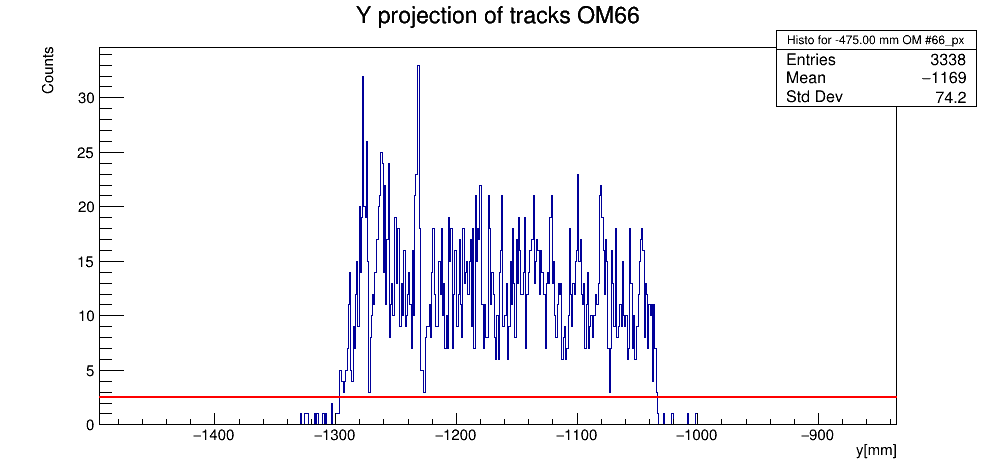 Y projection of tracks OM66
Histo for -475.00 mm OM #66_px
Entries 3338
Mean −1169
Std Dev 74.2
Counts
30
25
20
15
10
5
0
−1400 −1300 −1200 −1100 −1000 −900
y[mm]